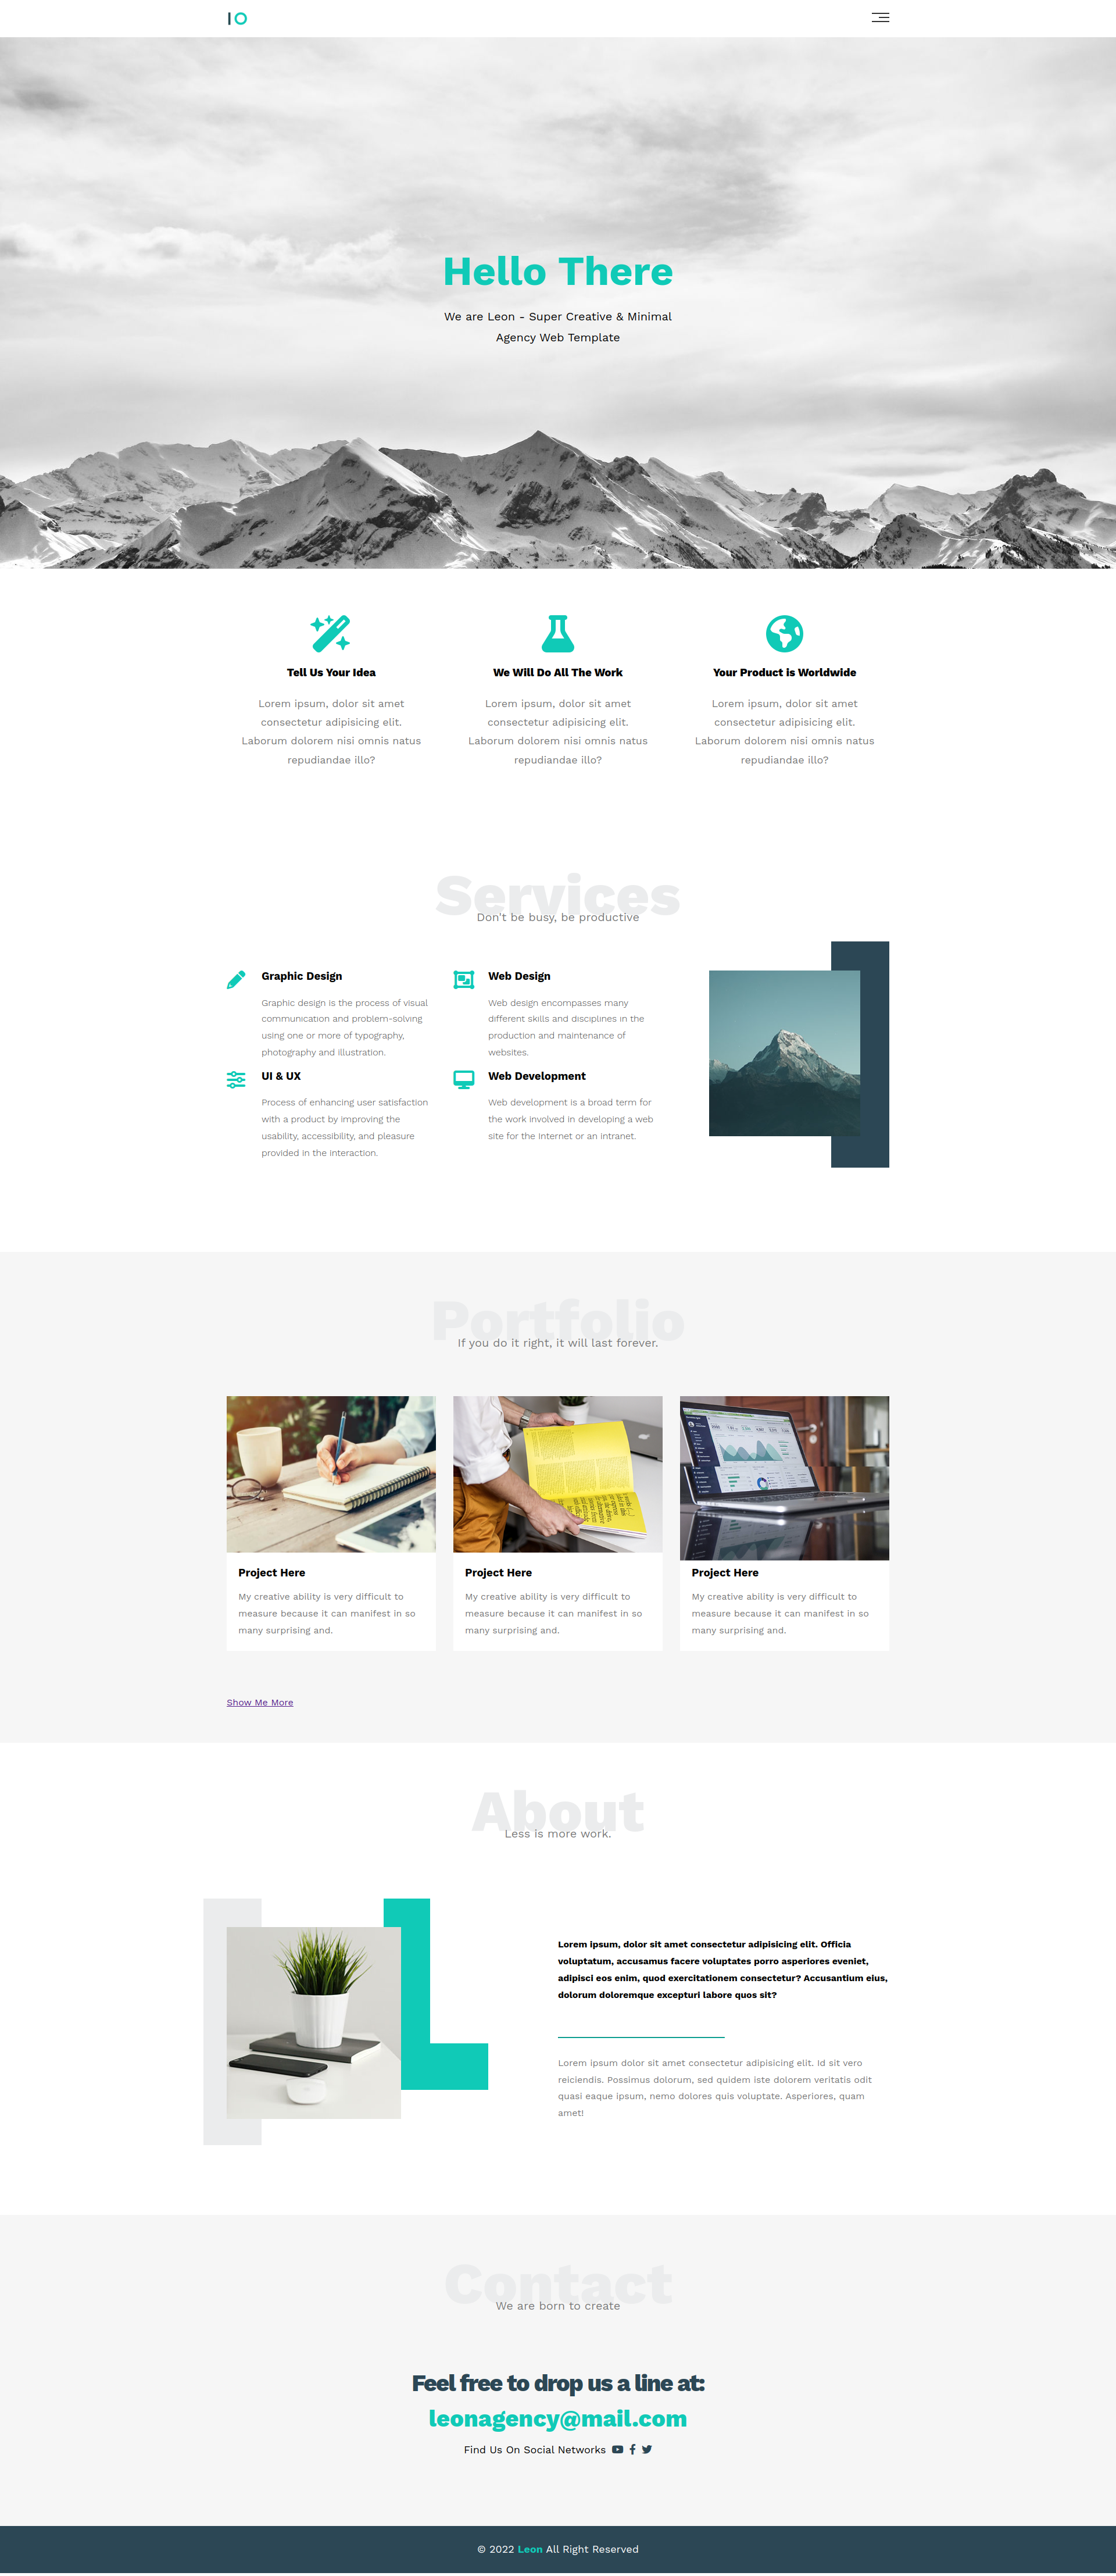 IO
Hello There
We are Leon - Super Creative & Minimal
Agency Web Template
Tell Us Your Idea
Lorem ipsum, dolor sit amet
consectetur adipisicing elit.
Laborum dolorem nisi omnis natus
repudiandae illo?
We Will Do All The Work
Lorem ipsum, dolor sit amet
consectetur adipisicing elit.
Laborum dolorem nisi omnis natus
repudiandae illo?
Your Product is Worldwide
Lorem ipsum, dolor sit amet
consectetur adipisicing elit.
Laborum dolorem nisi omnis natus
repudiandae illo?
Services
Don't be busy, be productive
Graphic Design
Graphic design is the process of visual
communication and problem-solving
using one or more of typography,
photography and illustration.
Web Design
Web design encompasses many
different skills and disciplines in the
production and maintenance of
websites.
UI & UX
Process of enhancing user satisfaction
with a product by improving the
usability, accessibility, and pleasure
provided in the interaction.
Web Development
Web development is a broad term for
the work involved in developing a web
site for the Internet or an intranet.
Portfolio
If you do it right, it will last forever.
Project Here
My creative ability is very difficult to
measure because it can manifest in so
many surprising and.
Project Here
My creative ability is very difficult to
measure because it can manifest in so
many surprising and.
Project Here
My creative ability is very difficult to
measure because it can manifest in so
many surprising and.
Show Me More
About
Less is more work.
Lorem ipsum, dolor sit amet consectetur adipisicing elit. Officia
voluptatum, accusamus facere voluptates porro asperiores eveniet,
adipisci eos enim, quod exercitationem consectetur? Accusantium eius,
dolorum doloremque excepturi labore quos sit?
Lorem ipsum dolor sit amet consectetur adipisicing elit. Id sit vero
reiciendis. Possimus dolorum, sed quidem iste dolorem veritatis odit
quasi eaque ipsum, nemo dolores quis voluptate. Asperiores, quam
amet!
Contact
We are born to create
Feel free to drop us a line at:
leonagency@mail.com
Find Us On Social Networks
© 2022 Leon All Right Reserved